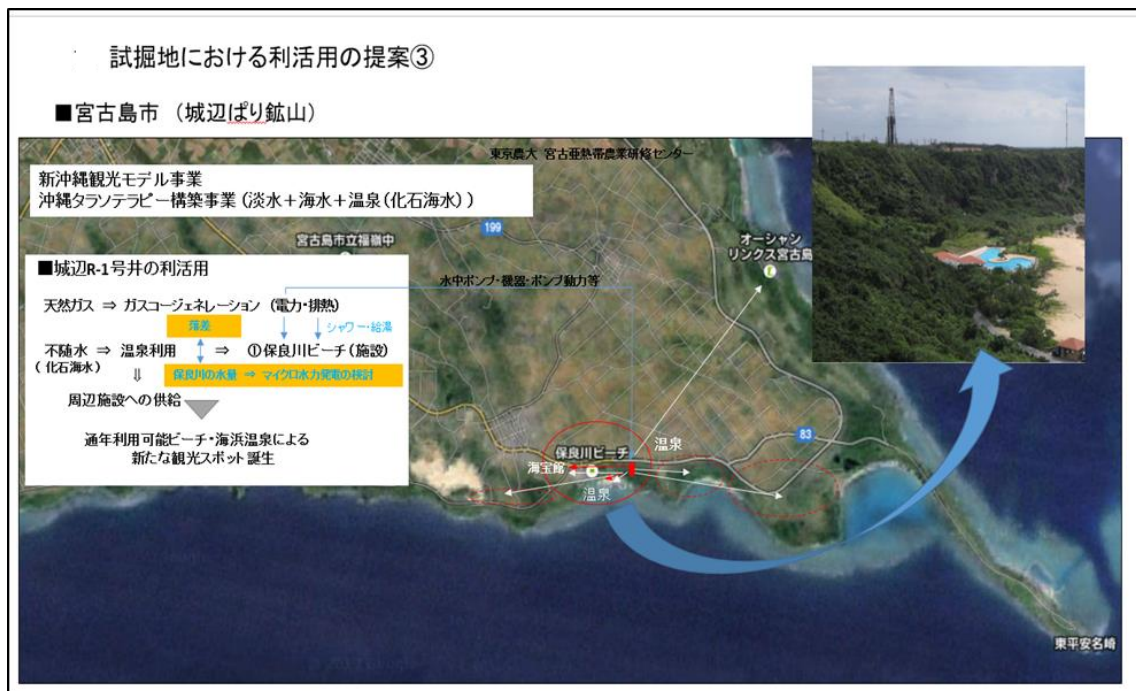 試掘地における利活用の提案③
■宮古島市 (城辺ぱり鉱山)
東京農大 宮古亜熱帯農業研修センター
新沖縄観光モデル事業
沖縄タラソテラピー構築事業(淡水+海水+温泉(化石海水))
199
宮古島市立福嶺中
オーシャン
リンクス宮古島
■城辺R-1号井の利活用
水中ポンプ・機器・ポンプ動力等
天然ガス ⇒ ガスコージェネレーション (電力・排熱)
落差
シャワー・給湯
不随水 ⇒ 温泉利用 ⇒ ①保良川ビーチ(施設)
(化石海水)
⇓
保良川の水量 ⇒ マイクロ水力発電の検討
周辺施設への供給
通年利用可能ビーチ・海浜温泉による
新たな観光スポット誕生
83
温泉
保良川ビーチ
海宝館
温泉
東平安名崎